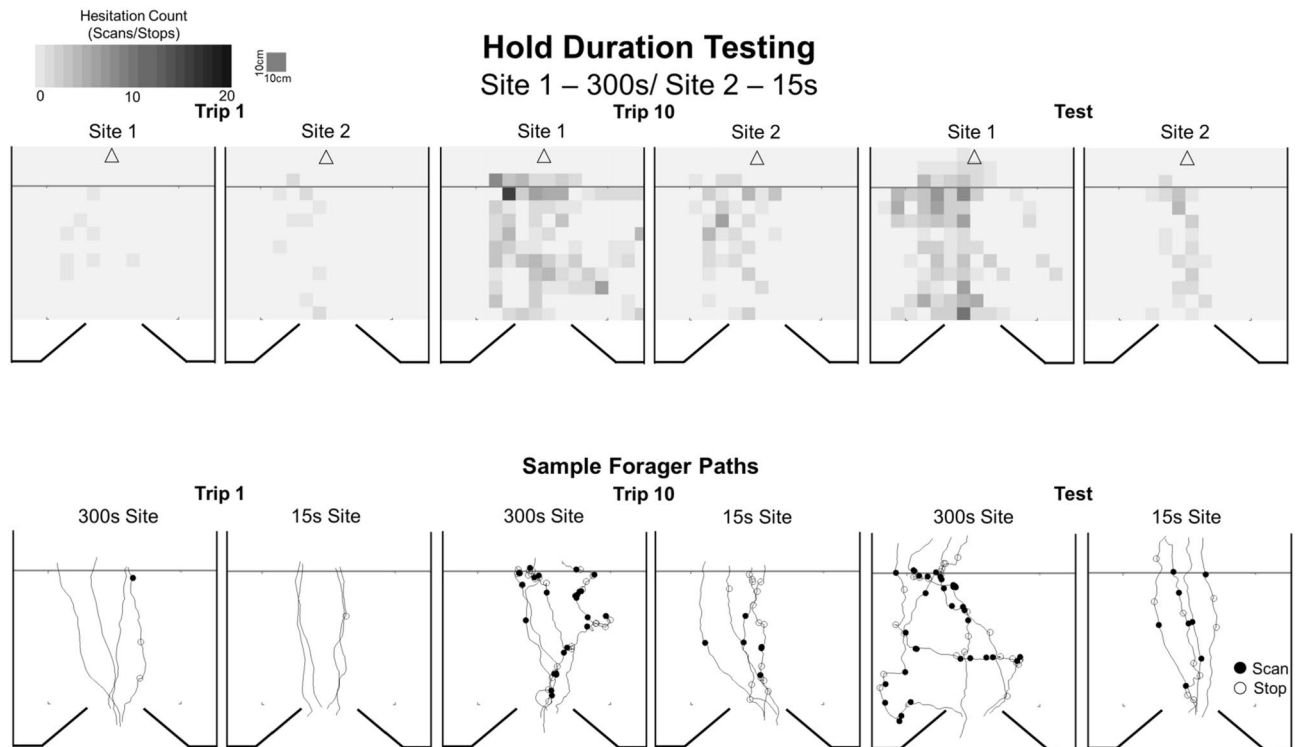 Hesitation Count
(Scans/Stops)
0 10 20
10cm
10cm
Hold Duration Testing
Site 1 – 300s/ Site 2 – 15s
Trip 1 Trip 10 Test
Site 1 Site 2 Site 1 Site 2 Site 1 Site 2
Sample Forager Paths
Trip 1 Trip 10 Test
300s Site 15s Site 300s Site 15s Site 300s Site 15s Site
Scan
Stop